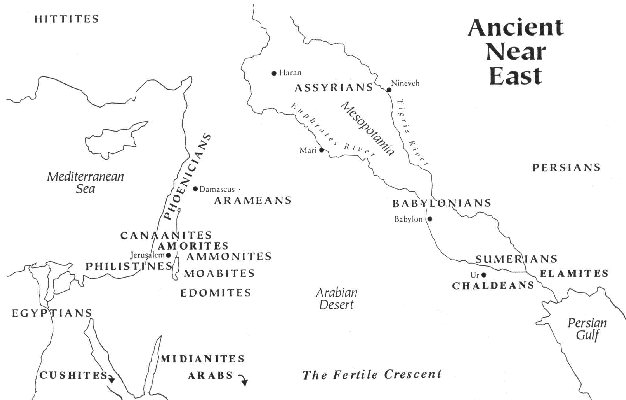 HITTITES
Ancient
Near
East
Haran
ASSYRIANS
Nineveh
Mesopotamia
Tigris River
Euphrates River
Mari
PERSIANS
Mediterranean
Sea
PHOENICIANS
Damascus
ARAMEANS
BABYLONIANS
Babylon
CANAANITES
AMORITES
Jerusalem
AMMONITES
PHILISTINES
MOABITES
EDOMITES
SUMERIANS
Ur
ELAMITES
CHALDEANS
Arabian
Desert
EGYPTIANS
Persian
Gulf
MIDIANITES
CUSHITES
ARABS
The Fertile Crescent